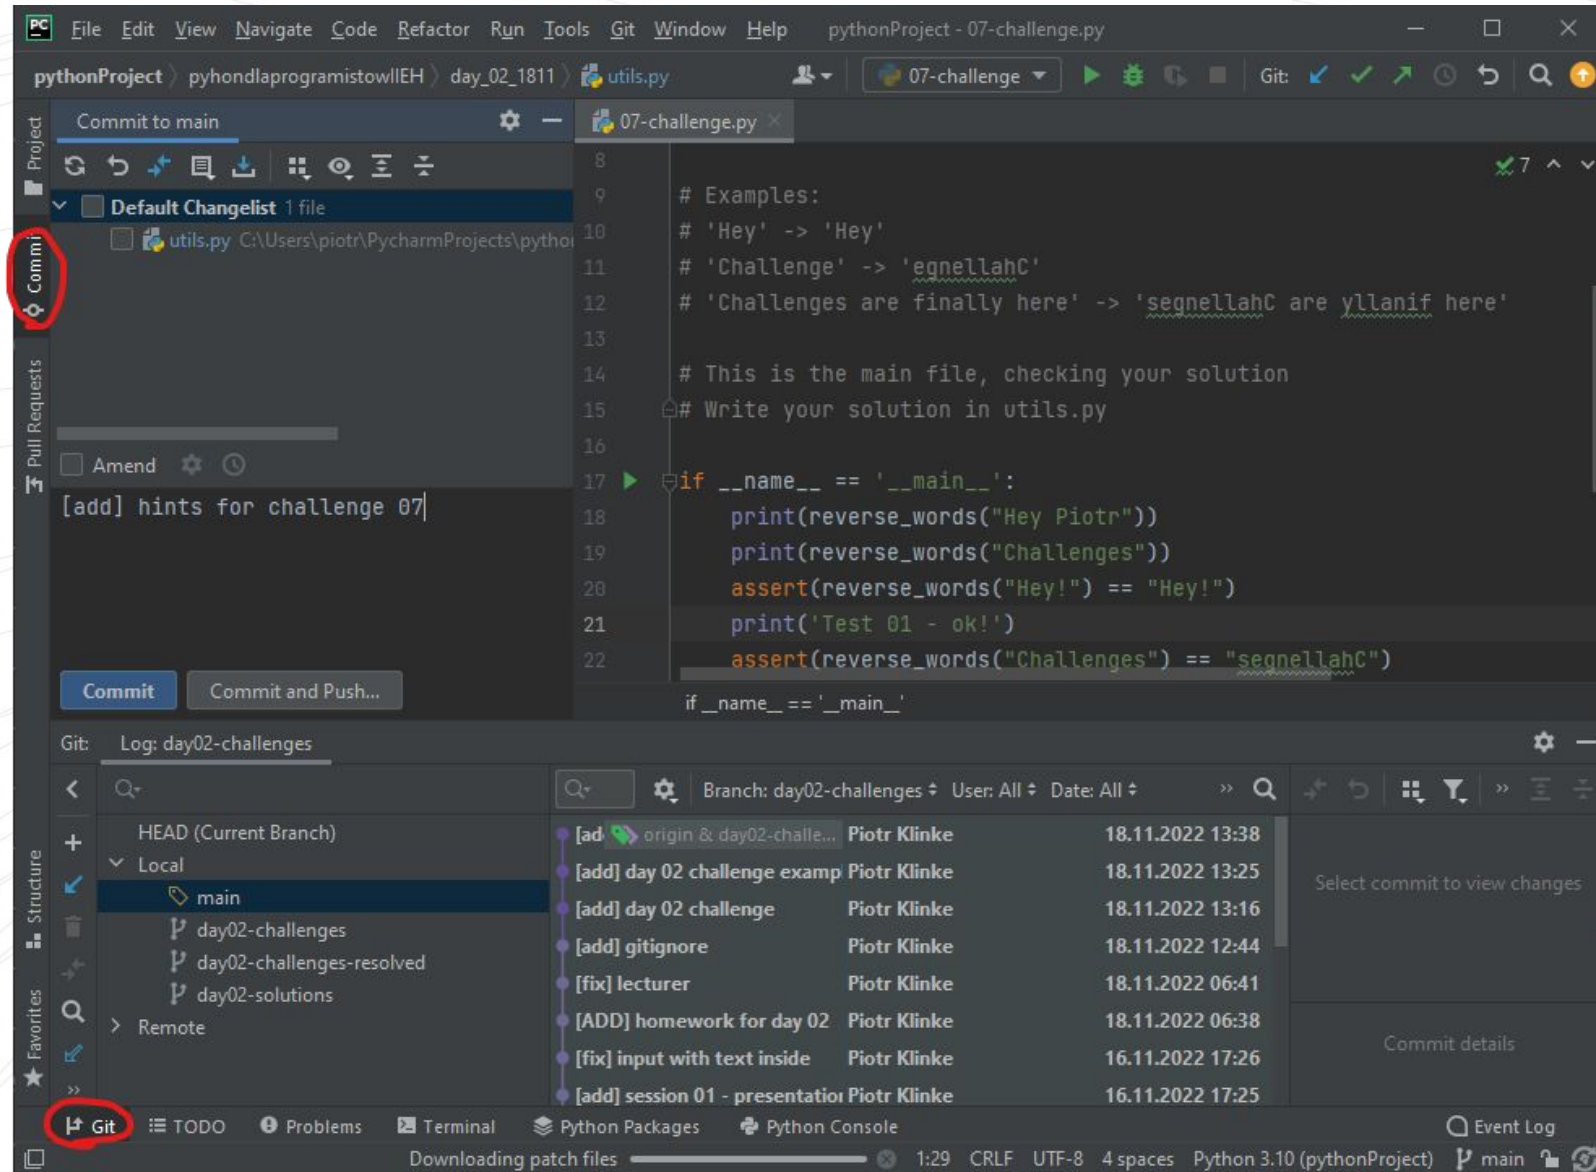 PC File Edit View Navigate Code Refactor Run Tools Git Window Help pythonProject - 07-challenge.py
pythonProject pyhondlaprogramistowIIEH day_02_1811 utils.py 07-challenge Git:
Project
Commit
Pull Requests
Structure
Favorites
Commit to main
Default Changelist 1 file
utils.py C:\Users\piotr\PycharmProjects\pytho
Amend
[add] hints for challenge 07
Commit Commit and Push...
07-challenge.py
7
8
9 # Examples:
10 # 'Hey' -> 'Hey'
11 # 'Challenge' -> 'egnellahC'
12 # 'Challenges are finally here' -> 'segnellahC are yllanif here'
13
14 # This is the main file, checking your solution
15 # Write your solution in utils.py
16
17 if __name__ == '__main__':
18 print(reverse_words("Hey Piotr"))
19 print(reverse_words("Challenges"))
20 assert(reverse_words("Hey!") == "Hey!")
21 print('Test 01 - ok!')
22 assert(reverse_words("Challenges") == "segnellahC")
if __name__ == '__main__'
Git: Log: day02-challenges
HEAD (Current Branch)
Local
main
day02-challenges
day02-challenges-resolved
day02-solutions
Remote
Branch: day02-challenges User: All Date: All
[ad origin & day02-challe... Piotr Klinke 18.11.2022 13:38
[add] day 02 challenge examp Piotr Klinke 18.11.2022 13:25
[add] day 02 challenge Piotr Klinke 18.11.2022 13:16
[add] gitignore Piotr Klinke 18.11.2022 12:44
[fix] lecturer Piotr Klinke 18.11.2022 06:41
[ADD] homework for day 02 Piotr Klinke 18.11.2022 06:38
[fix] input with text inside Piotr Klinke 16.11.2022 17:26
[add] session 01 - presentatio Piotr Klinke 16.11.2022 17:25
Select commit to view changes
Commit details
Git TODO Problems Terminal Python Packages Python Console Event Log
Downloading patch files 1:29 CRLF UTF-8 4 spaces Python 3.10 (pythonProject) main